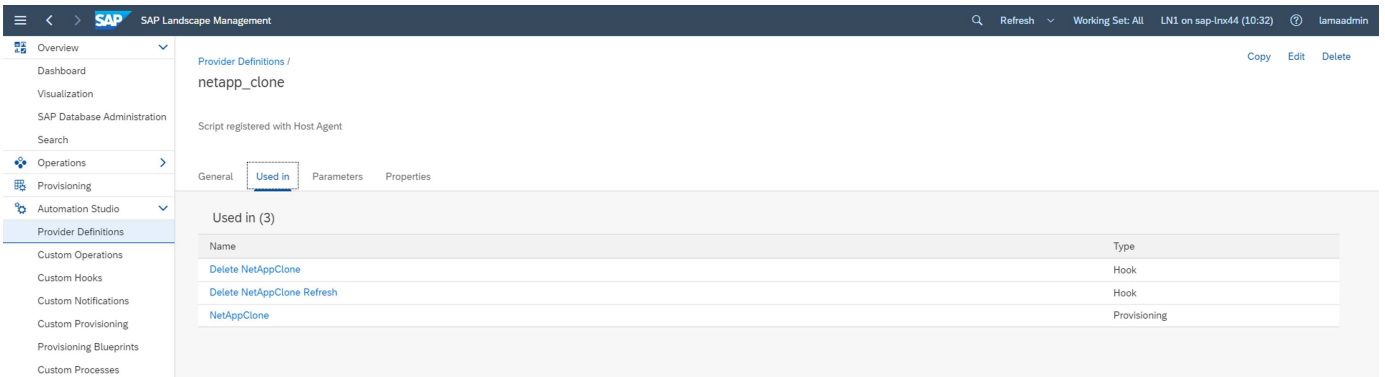 SAP SAP Landscape Management Refresh Working Set: All LN1 on sap-lnx44 (10:32) lamaadmin
Overview
Dashboard
Visualization
SAP Database Administration
Search
Operations
Provisioning
Automation Studio
Provider Definitions
Custom Operations
Custom Hooks
Custom Notifications
Custom Provisioning
Provisioning Blueprints
Custom Processes
Provider Definitions / Copy Edit Delete
netapp_clone
Script registered with Host Agent
General Used in Parameters Properties
Used in (3)
Name Type
Delete NetAppClone Hook
Delete NetAppClone Refresh Hook
NetAppClone Provisioning